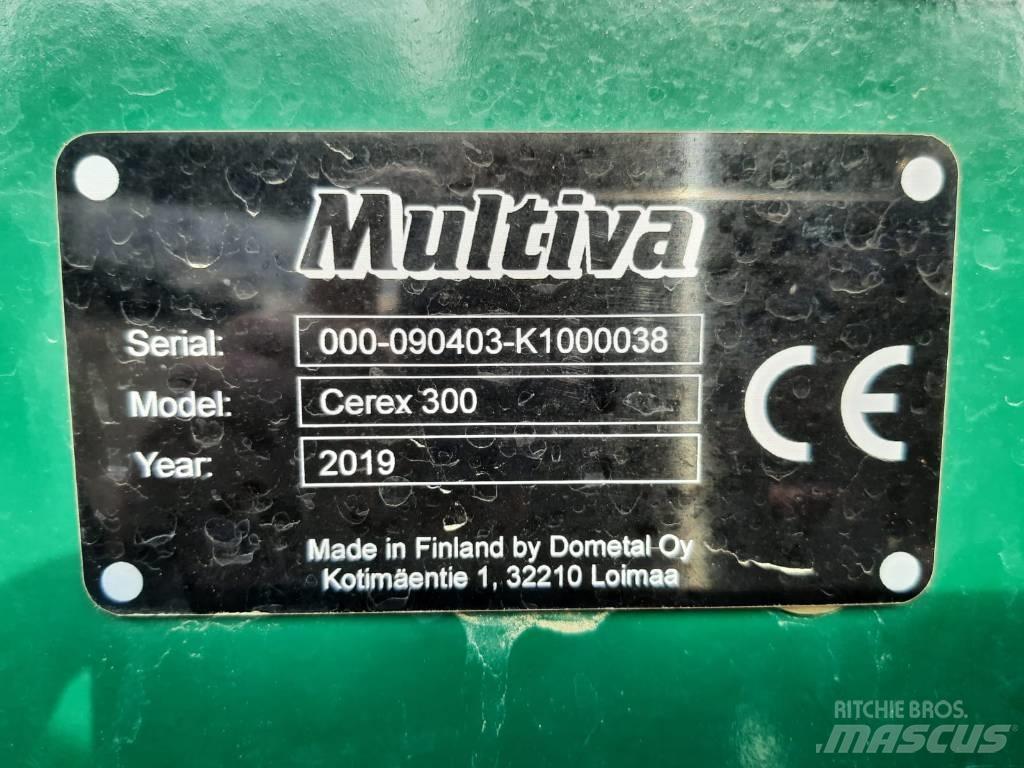 Multiva
Serial: 000-090403-K1000038
Model: Cerex 300
Year: 2019
CE
Made in Finland by Dometal Oy
Kotimäentie 1, 32210 Loimaa
RITCHIE BROS.
MASCUS